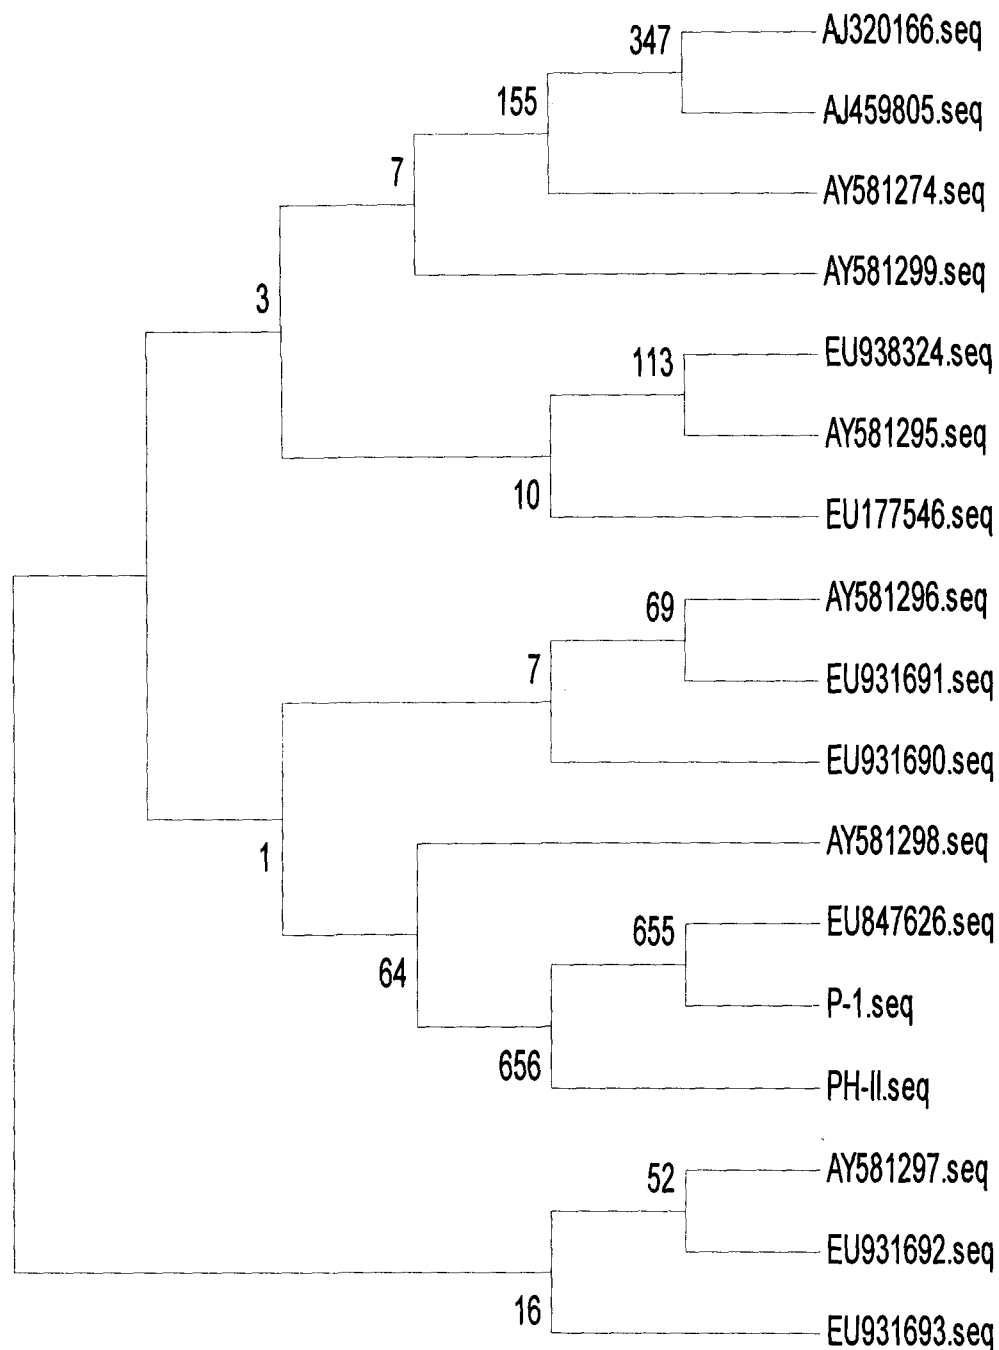 AJ320166.seq
347
AJ459805.seq
155
7
AY581274.seq
AY581299.seq
3
EU938324.seq
113
AY581295.seq
10
EU177546.seq
AY581296.seq
69
7
EU931691.seq
EU931690.seq
AY581298.seq
1
EU847626.seq
655
64
P-1.seq
656
PH-II.seq
AY581297.seq
52
EU931692.seq
16
EU931693.seq